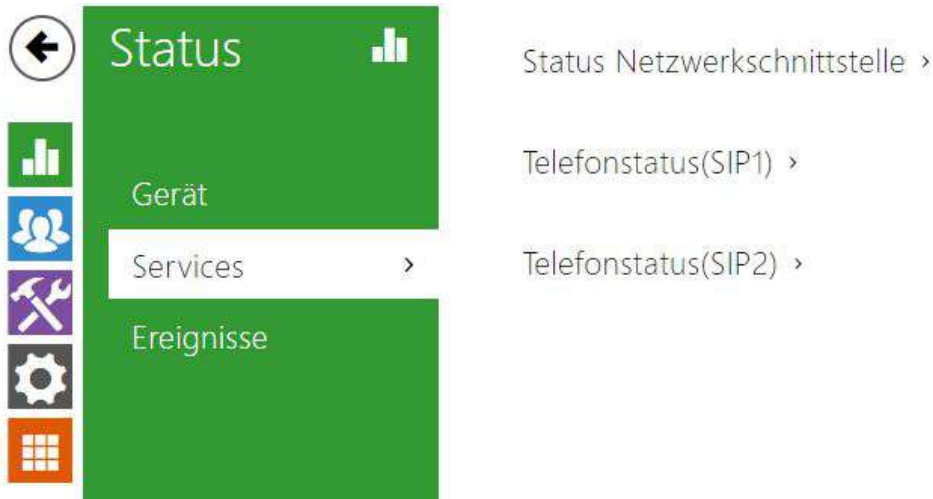 Status
Gerät
Services
Ereignisse
Status Netzwerkschnittstelle
Telefonstatus(SIP1)
Telefonstatus(SIP2)